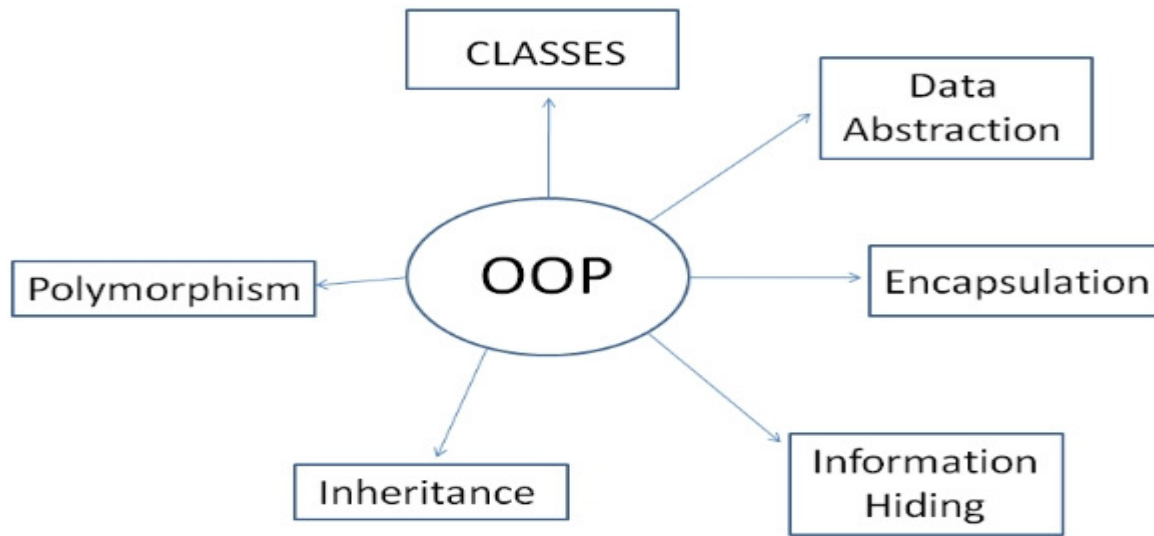 CLASSES
Data
Abstraction
OOP
Polymorphism
Encapsulation
Inheritance
Information
Hiding